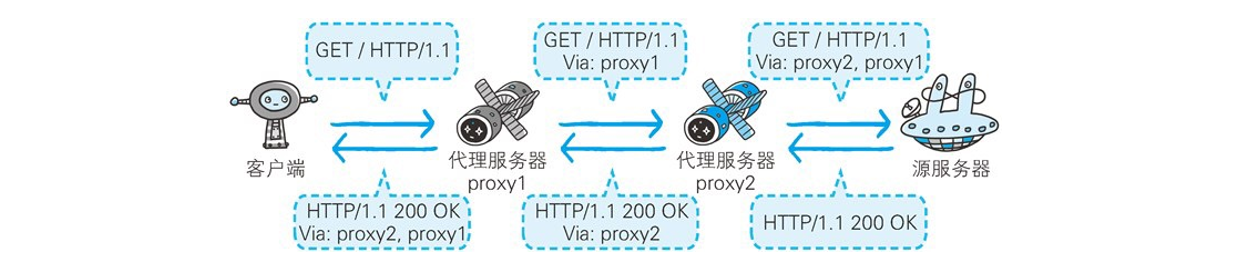 GET / HTTP/1.1
GET / HTTP/1.1
Via: proxy1
GET / HTTP/1.1
Via: proxy2, proxy1
客户端
代理服务器
proxy1
代理服务器
proxy2
源服务器
HTTP/1.1 200 OK
Via: proxy2, proxy1
HTTP/1.1 200 OK
Via: proxy2
HTTP/1.1 200 OK